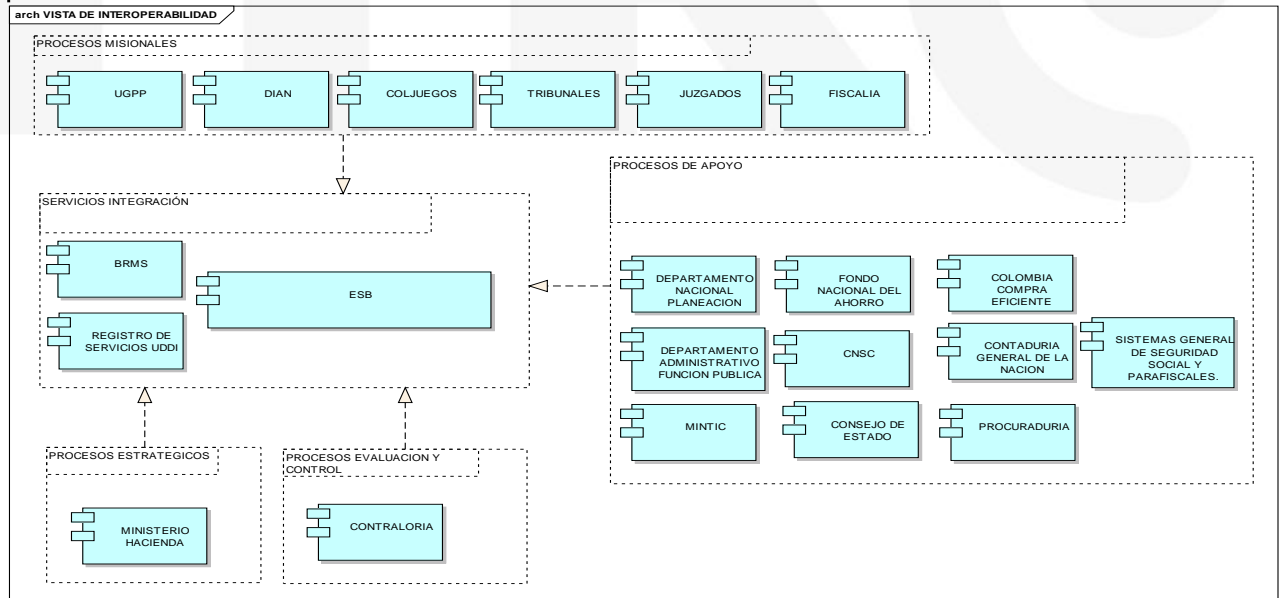 arch VISTA DE INTEROPERABILIDAD
PROCESOS MISIONALES
UGPP
DIAN
COLJUEGOS
TRIBUNALES
JUZGADOS
FISCALIA
SERVICIOS INTEGRACIÓN
BRMS
ESB
REGISTRO DE
SERVICIOS UDDI
PROCESOS DE APOYO
DEPARTAMENTO
NACIONAL
PLANEACION
FONDO
NACIONAL DEL
AHORRO
COLOMBIA
COMPRA
EFICIENTE
DEPARTAMENTO
ADMINISTRATIVO
FUNCION PUBLICA
CNSC
CONTADURIA
GENERAL DE LA
NACION
SISTEMAS GENERAL
DE SEGURIDAD
SOCIAL Y
PARAFISCALES.
MINTIC
CONSEJO DE
ESTADO
PROCURADURIA
PROCESOS ESTRATEGICOS
MINISTERIO
HACIENDA
PROCESOS EVALUACION Y
CONTROL
CONTRALORIA